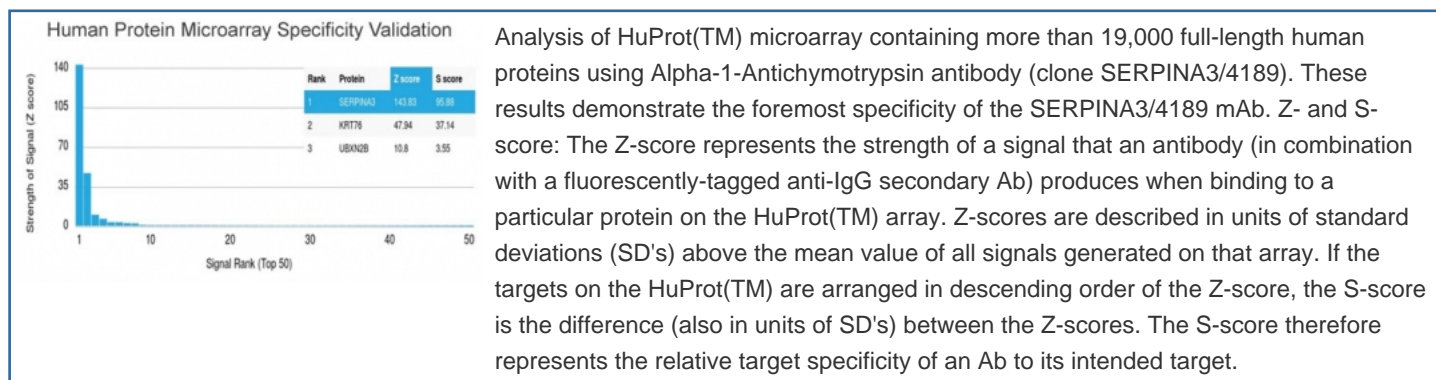 Human Protein Microarray Specificity Validation
Strength of Signal (Z score)
140
105
70
35
0
1 10 20 30 40 50
Signal Rank (Top 50)
Rank Protein Z score S score
1 SERPINA3 143.83 95.88
2 KRT76 47.94 37.14
3 UBXN2B 10.8 3.55
Analysis of HuProt(TM) microarray containing more than 19,000 full-length human
proteins using Alpha-1-Antichymotrypsin antibody (clone SERPINA3/4189). These
results demonstrate the foremost specificity of the SERPINA3/4189 mAb. Z- and S-
score: The Z-score represents the strength of a signal that an antibody (in combination
with a fluorescently-tagged anti-IgG secondary Ab) produces when binding to a
particular protein on the HuProt(TM) array. Z-scores are described in units of standard
deviations (SD's) above the mean value of all signals generated on that array. If the
targets on the HuProt(TM) are arranged in descending order of the Z-score, the S-score
is the difference (also in units of SD's) between the Z-scores. The S-score therefore
represents the relative target specificity of an Ab to its intended target.